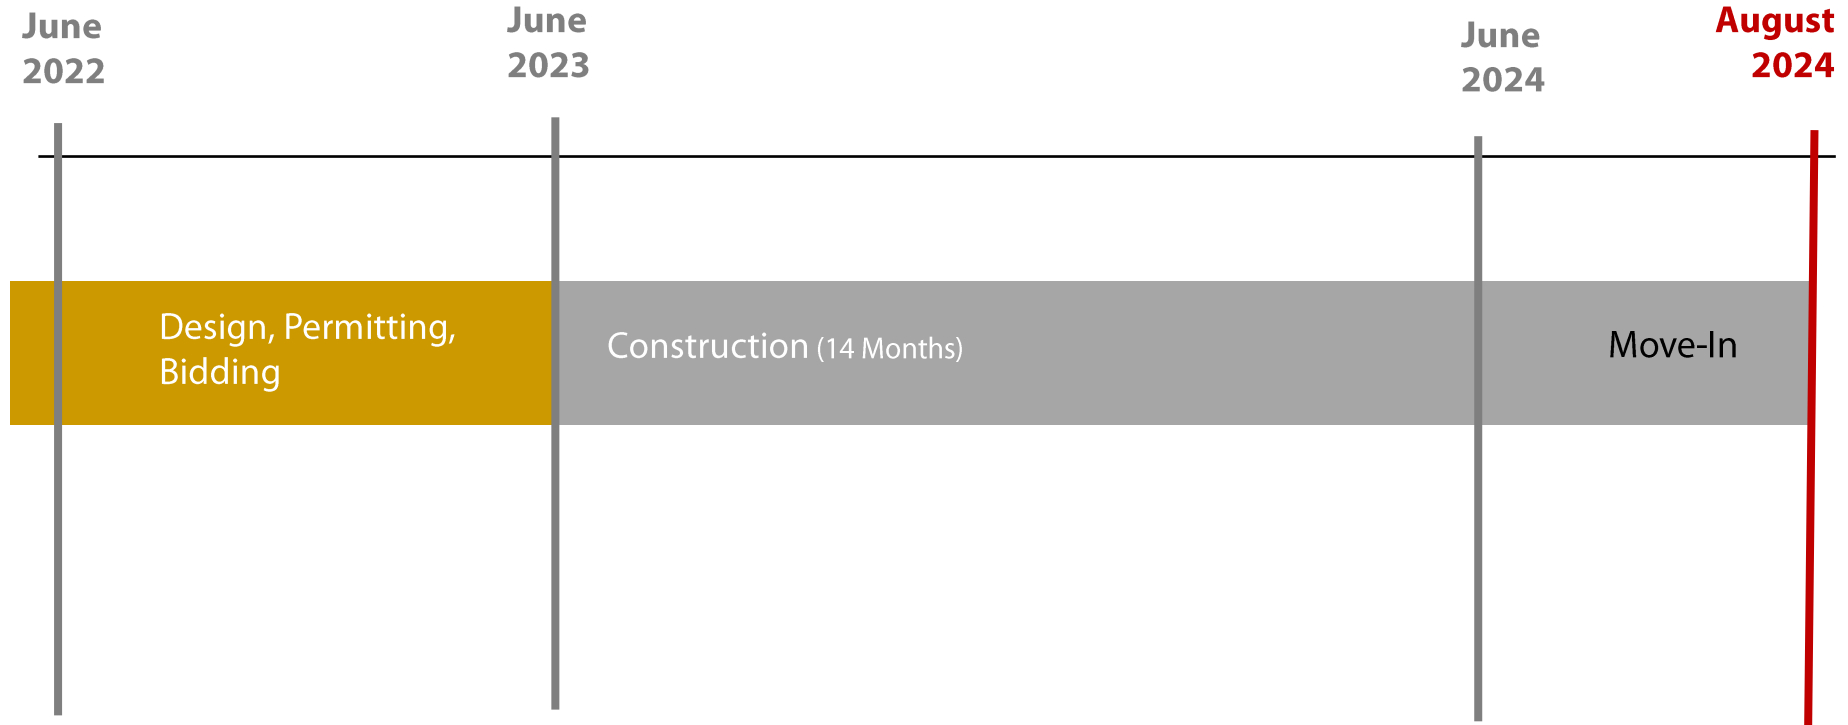 June
2022
June
2023
June
2024
August
2024
Design, Permitting,
Bidding
Construction (14 Months)
Move-In